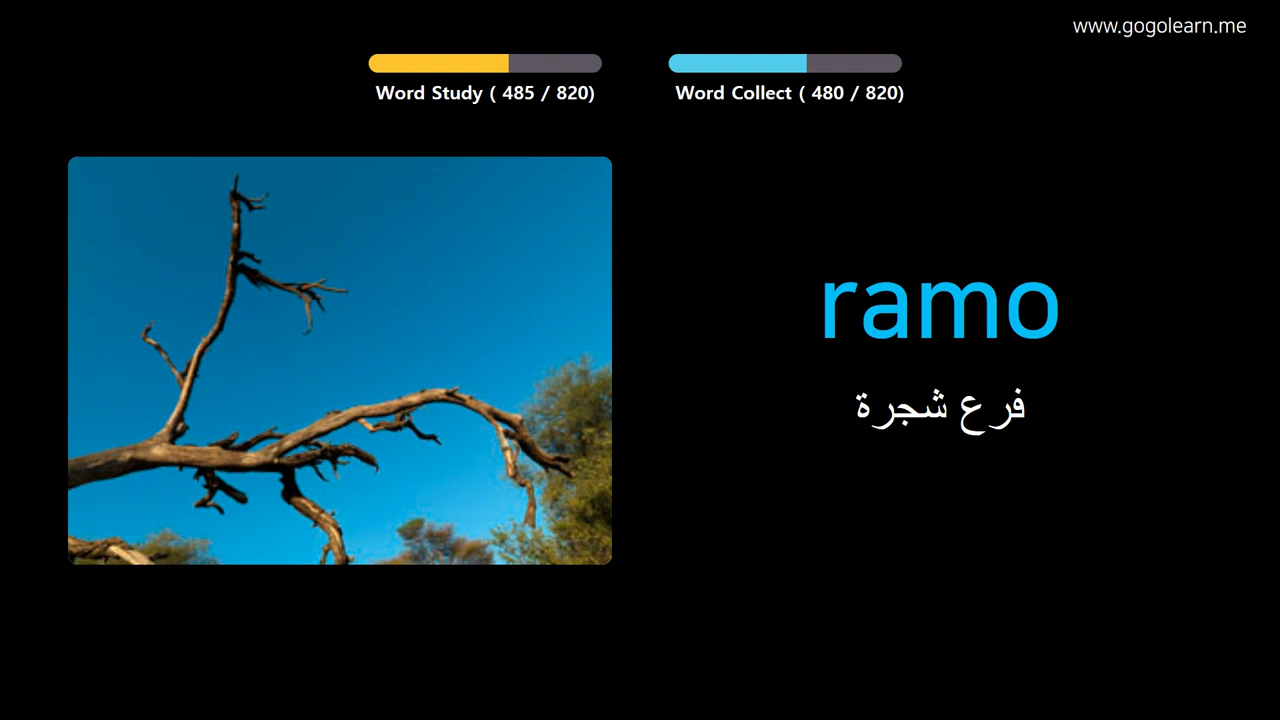 www.gogolearn.me
Word Study ( 485 / 820)
Word Collect ( 480 / 820)
ramo
فرع شجرة